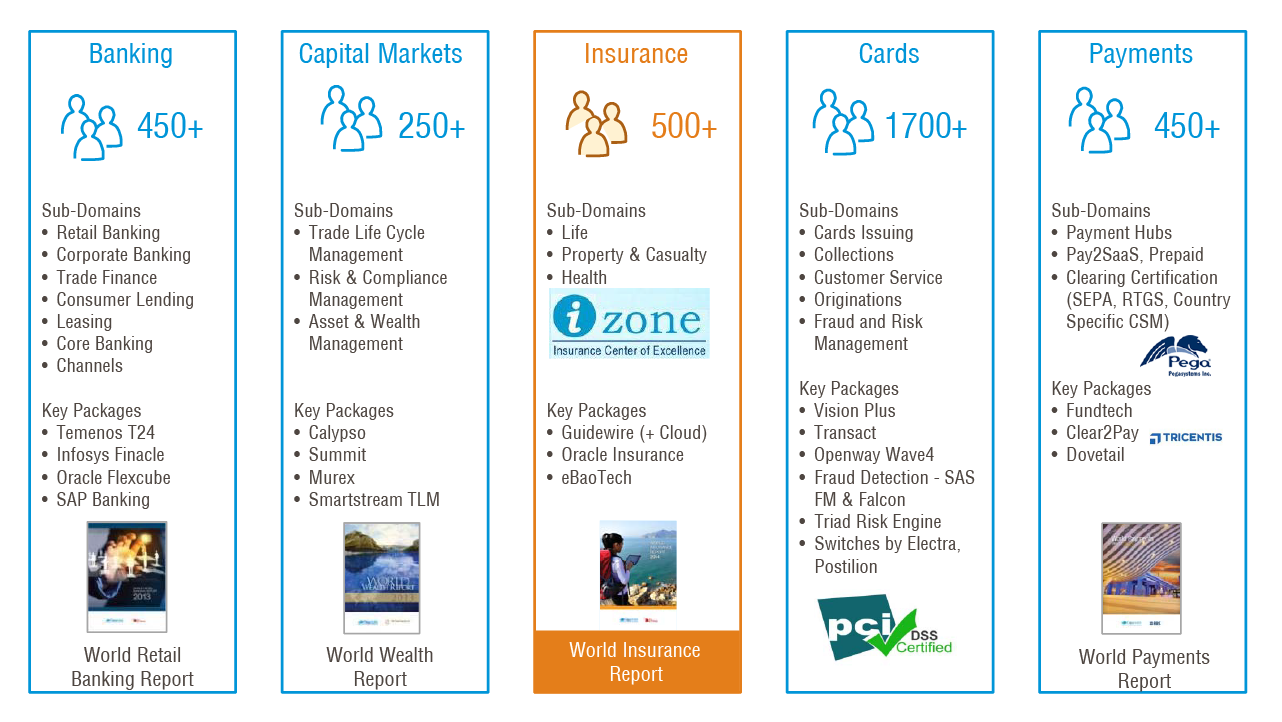 Banking
450+
Sub-Domains
• Retail Banking
• Corporate Banking
• Trade Finance
• Consumer Lending
• Leasing
• Core Banking
• Channels
Key Packages
• Temenos T24
• Infosys Finacle
• Oracle Flexcube
• SAP Banking
2013
World Retail
Banking Report
Capital Markets
250+
Sub-Domains
• Trade Life Cycle
Management
• Risk & Compliance
Management
• Asset & Wealth
Management
Key Packages
• Calypso
• Summit
• Murex
• Smartstream TLM
WORLD
WEALTH REPORT
2013
World Wealth
Report
Insurance
500+
Sub-Domains
• Life
• Property & Casualty
• Health
i zone
Insurance Center of Excellence
Key Packages
• Guidewire (+ Cloud)
• Oracle Insurance
• eBaoTech
World Insurance
Report
Cards
1700+
Sub-Domains
• Cards Issuing
• Collections
• Customer Service
• Originations
• Fraud and Risk
Management
Key Packages
• Vision Plus
• Transact
• Openway Wave4
• Fraud Detection - SAS
FM & Falcon
• Triad Risk Engine
• Switches by Electra,
Postilion
pci DSS
Certified
Payments
450+
Sub-Domains
• Payment Hubs
• Pay2SaaS, Prepaid
• Clearing Certification
(SEPA, RTGS, Country
Specific CSM)
Pega
Pegasystems Inc.
Key Packages
• Fundtech
• Clear2Pay
TRICENTIS
• Dovetail
World Payments
Report